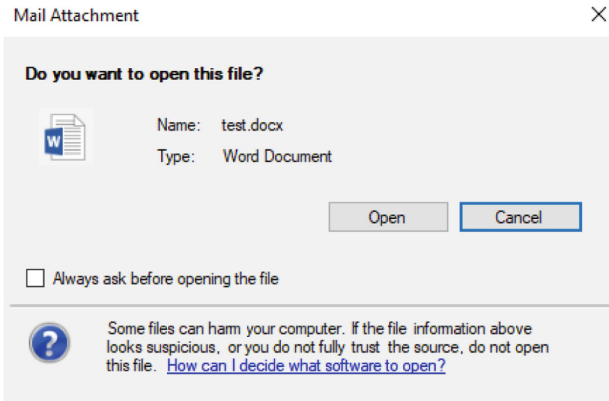 Mail Attachment
Do you want to open this file?
W
Name: test.docx
Type: Word Document
Open Cancel
Always ask before opening the file
?
Some files can harm your computer. If the file information above
looks suspicious, or you do not fully trust the source, do not open
this file. How can I decide what software to open?